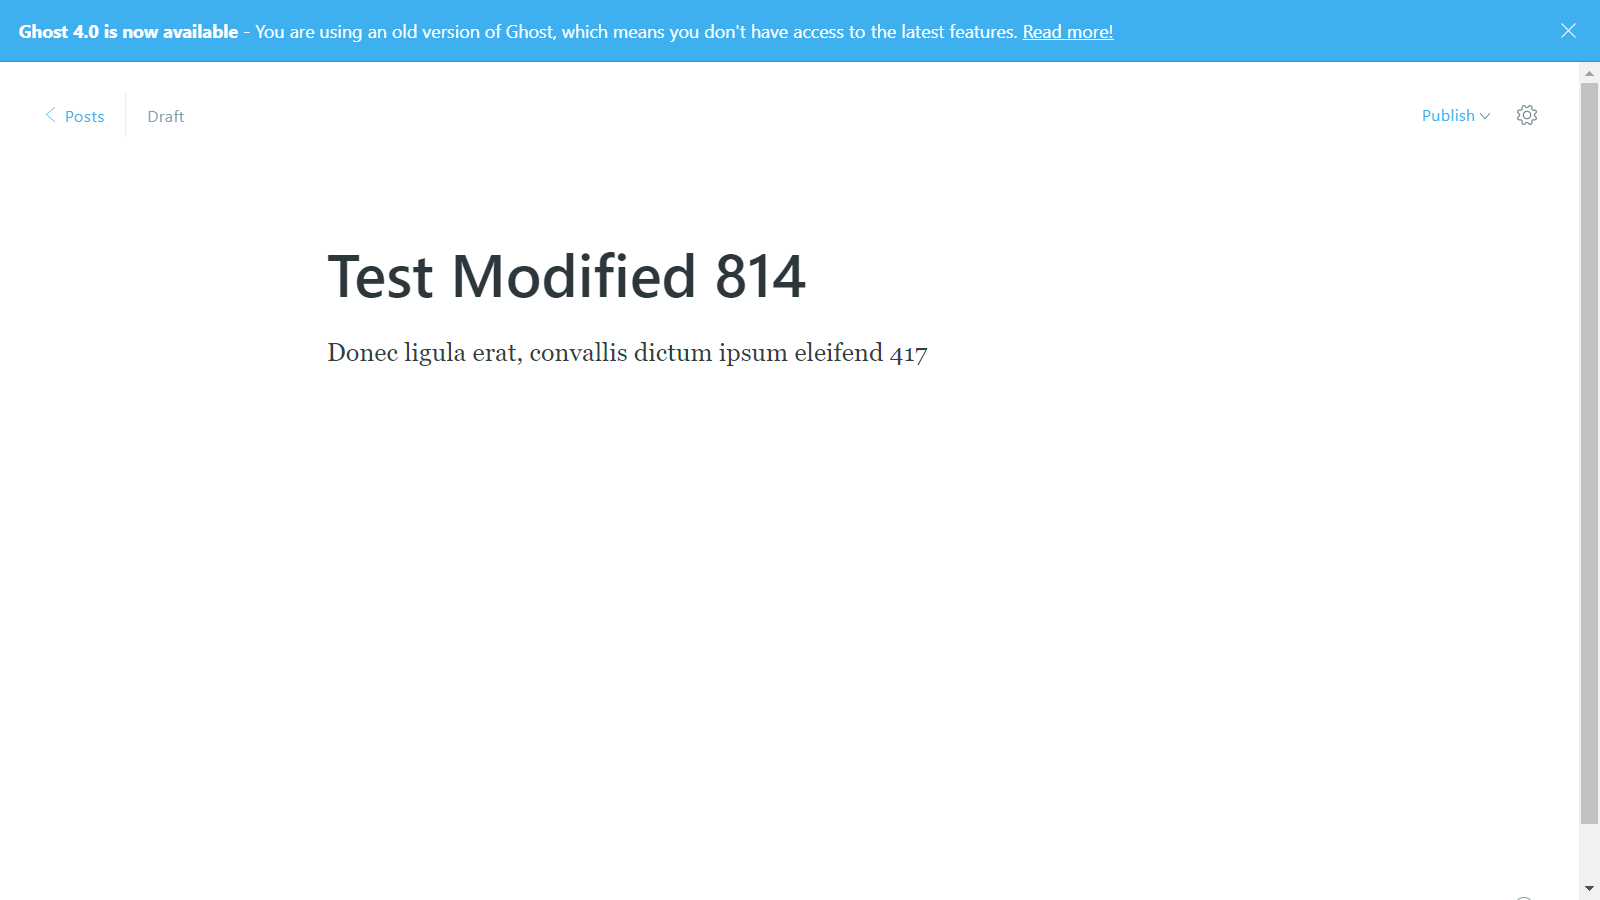 Ghost 4.0 is now available - You are using an old version of Ghost, which means you don't have access to the latest features. Read more!
Posts
Draft
Publish
Test Modified 814
Donec ligula erat, convallis dictum ipsum eleifend 417